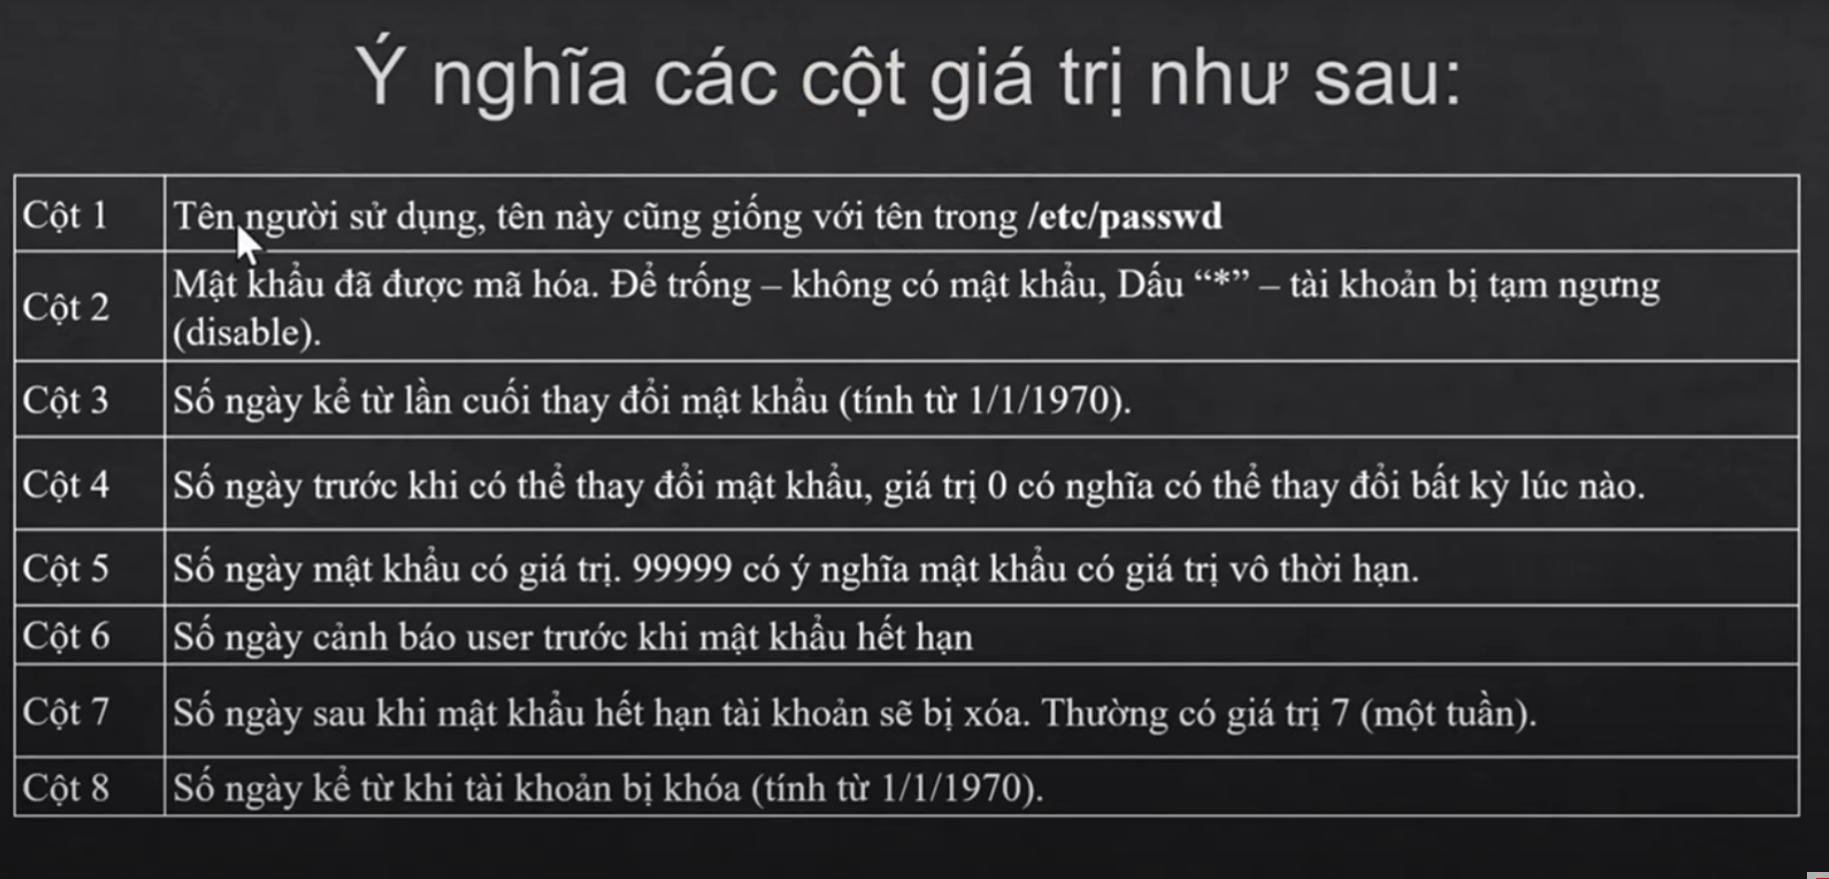 Ý nghĩa các cột giá trị như sau:
Cột 1
Tên người sử dụng, tên này cũng giống với tên trong /etc/passwd
Cột 2
Mật khẩu đã được mã hóa. Để trống – không có mật khẩu, Dấu “*” – tài khoản bị tạm ngưng
(disable).
Cột 3
Số ngày kể từ lần cuối thay đổi mật khẩu (tính từ 1/1/1970).
Cột 4
Số ngày trước khi có thể thay đổi mật khẩu, giá trị 0 có nghĩa có thể thay đổi bất kỳ lúc nào.
Cột 5
Số ngày mật khẩu có giá trị. 99999 có ý nghĩa mật khẩu có giá trị vô thời hạn.
Cột 6
Số ngày cảnh báo user trước khi mật khẩu hết hạn
Cột 7
Số ngày sau khi mật khẩu hết hạn tài khoản sẽ bị xóa. Thường có giá trị 7 (một tuần).
Cột 8
Số ngày kể từ khi tài khoản bị khóa (tính từ 1/1/1970).